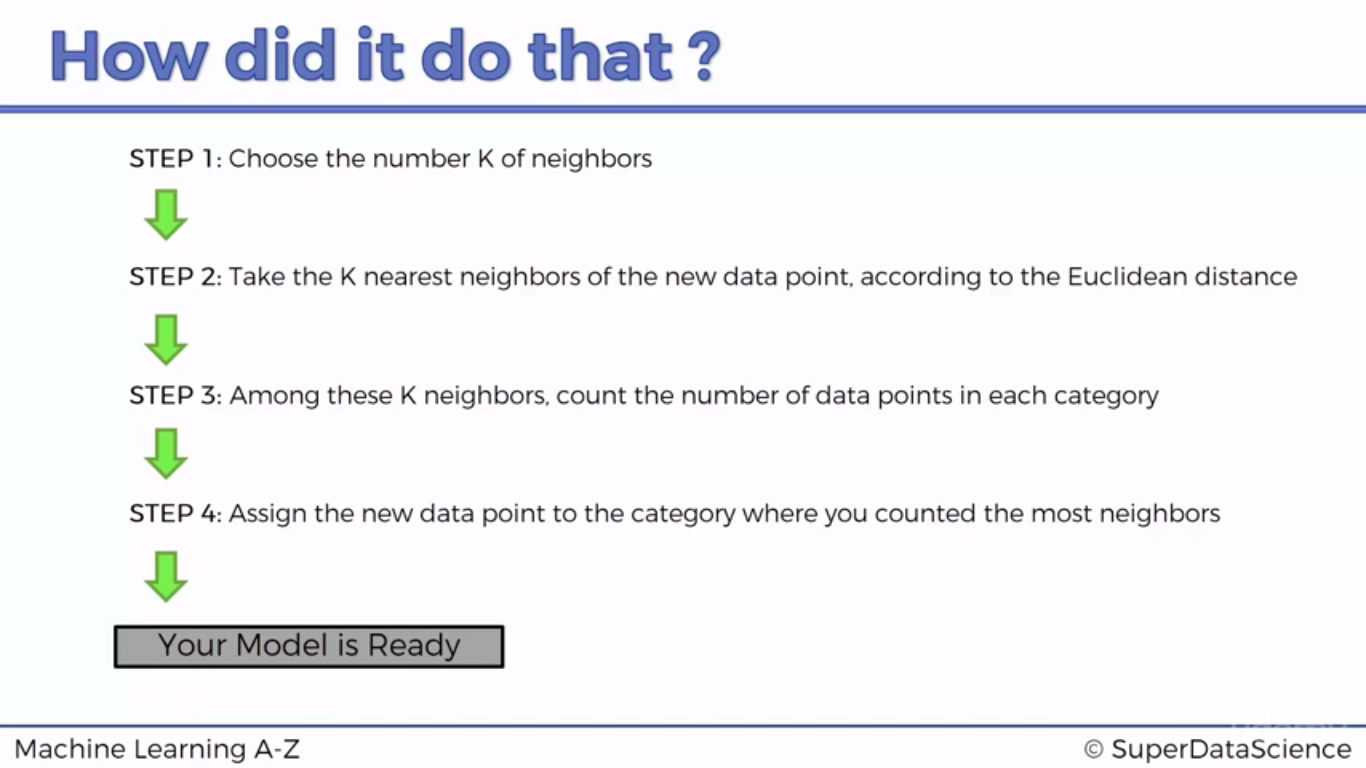 How did it do that ?
STEP 1: Choose the number K of neighbors
STEP 2: Take the K nearest neighbors of the new data point, according to the Euclidean distance
STEP 3: Among these K neighbors, count the number of data points in each category
STEP 4: Assign the new data point to the category where you counted the most neighbors
Your Model is Ready
Machine Learning A-Z
© SuperDataScience